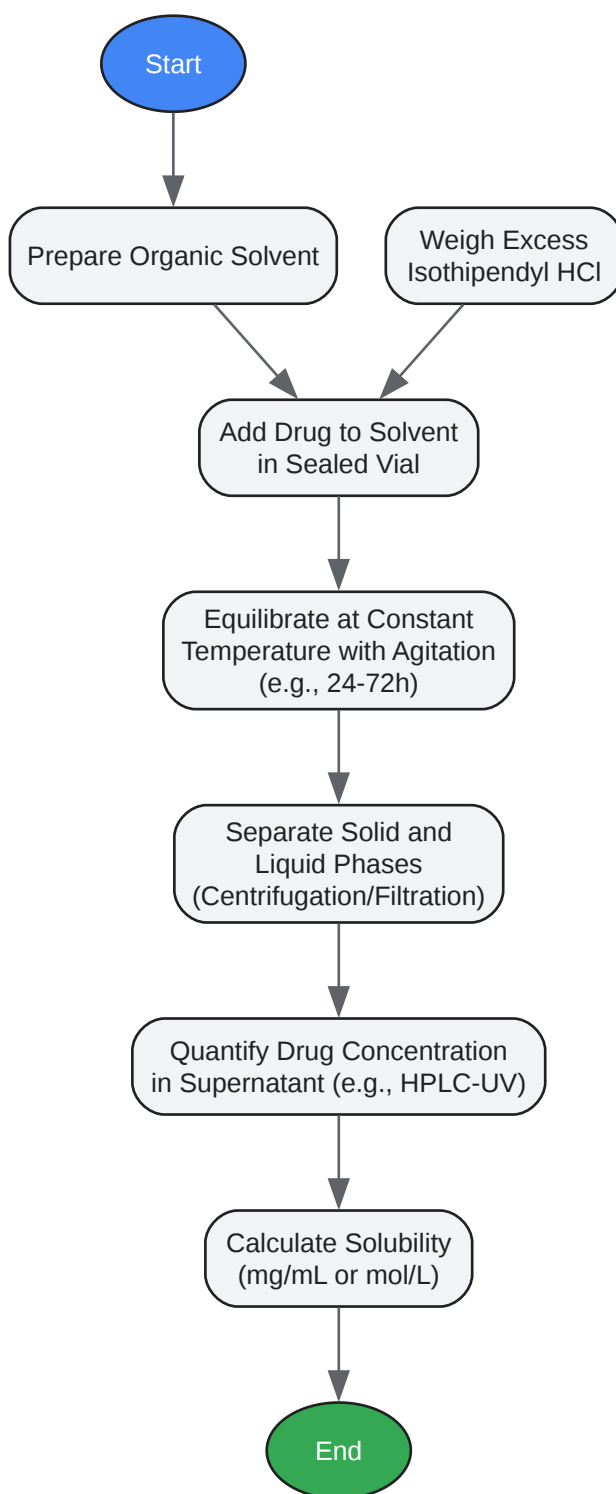 Start
Prepare Organic Solvent
Weigh Excess
Isothipendyl HCl
Add Drug to Solvent
in Sealed Vial
Equilibrate at Constant
Temperature with Agitation
(e.g., 24-72h)
Separate Solid and
Liquid Phases
(Centrifugation/Filtration)
Quantify Drug Concentration
in Supernatant (e.g., HPLC-UV)
Calculate Solubility
(mg/mL or mol/L)
End